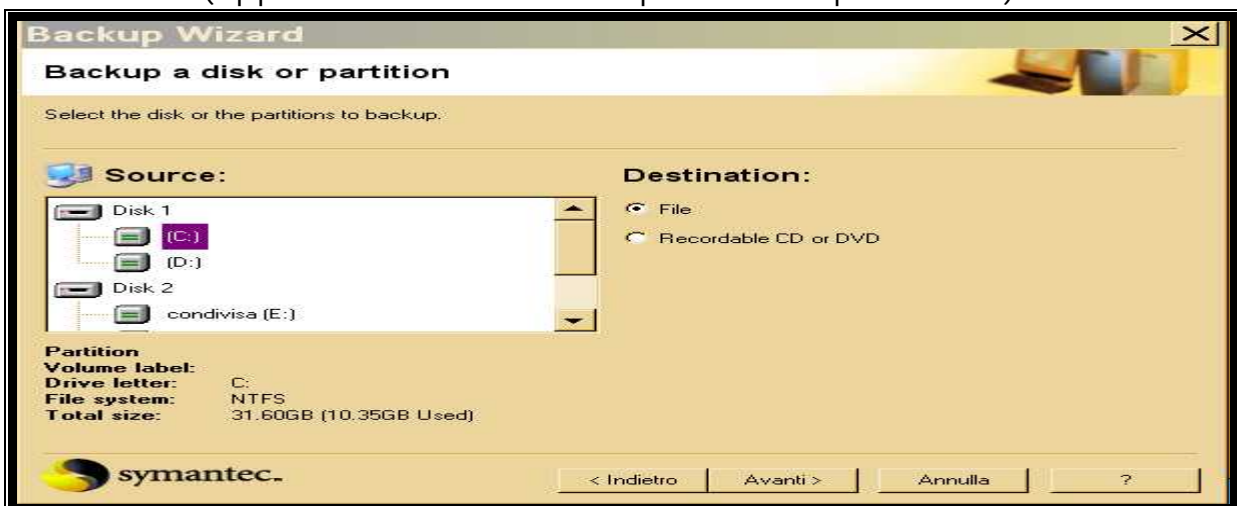 Backup Wizard
Backup a disk or partition
Select the disk or the partitions to backup.
Source:
Disk 1
(C:)
(D:)
Disk 2
condivisa (E:)
Destination:
File
Recordable CD or DVD
Partition
Volume label:
Drive letter: C:
File system: NTFS
Total size: 31.60GB (10.35GB Used)
symantec.
< Indietro Avanti > Annulla ?